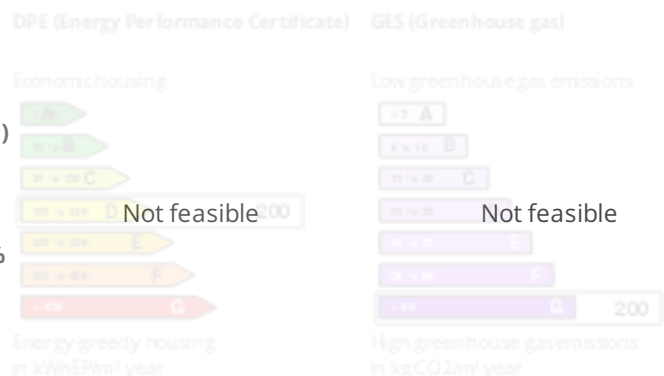 DPE (Energy Performance Certificate)
GES (Greenhouse gas)
Economic housing
Low greenhouse gas emissions
A
B
C
D
E
F
G
200
Not feasible
Energy-greedy housing
in kWhEP/m² year
A
B
C
E
F
G
200
Not feasible
High greenhouse gas emissions
in kgCO2/m² year
)
%